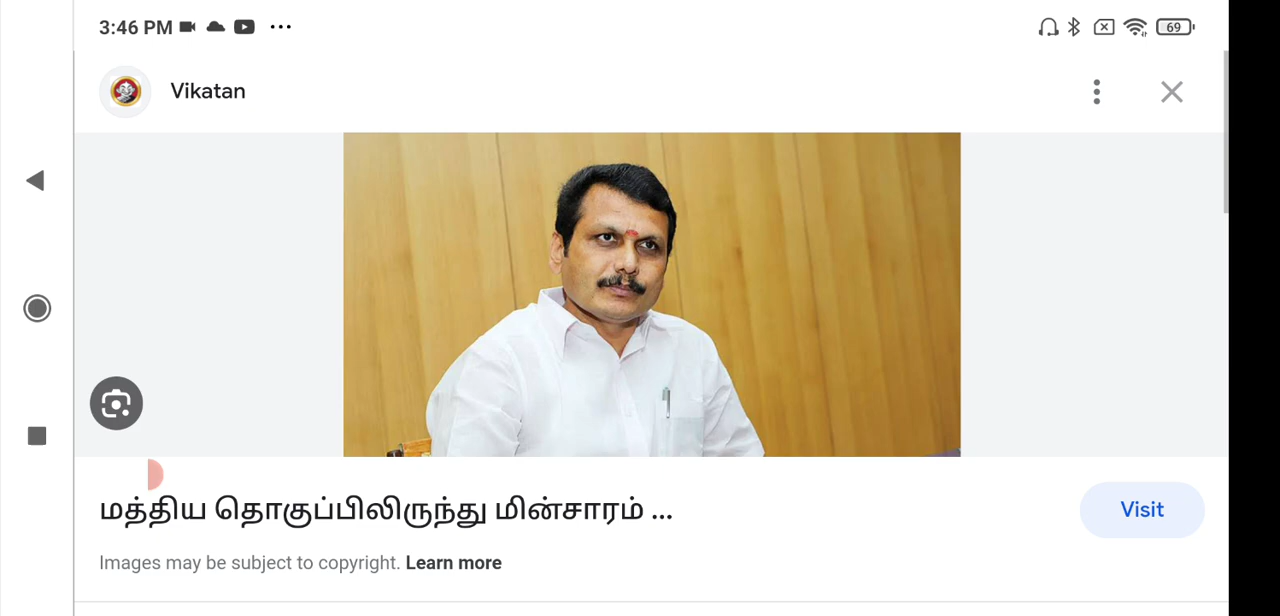 3:46 PM
69
Vikatan
மத்திய தொகுப்பிலிருந்து மின்சாரம் ...
Visit
Images may be subject to copyright. Learn more